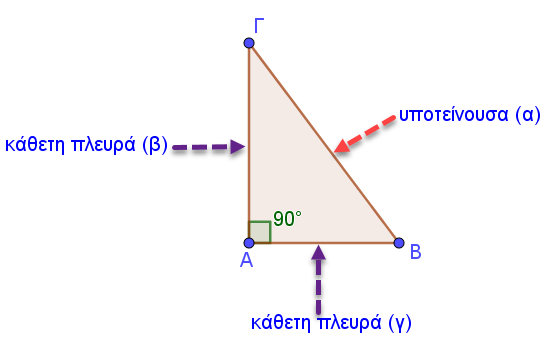 Γ
υποτείνουσα (α)
κάθετη πλευρά (β)
90°
Α
Β
κάθετη πλευρά (γ)